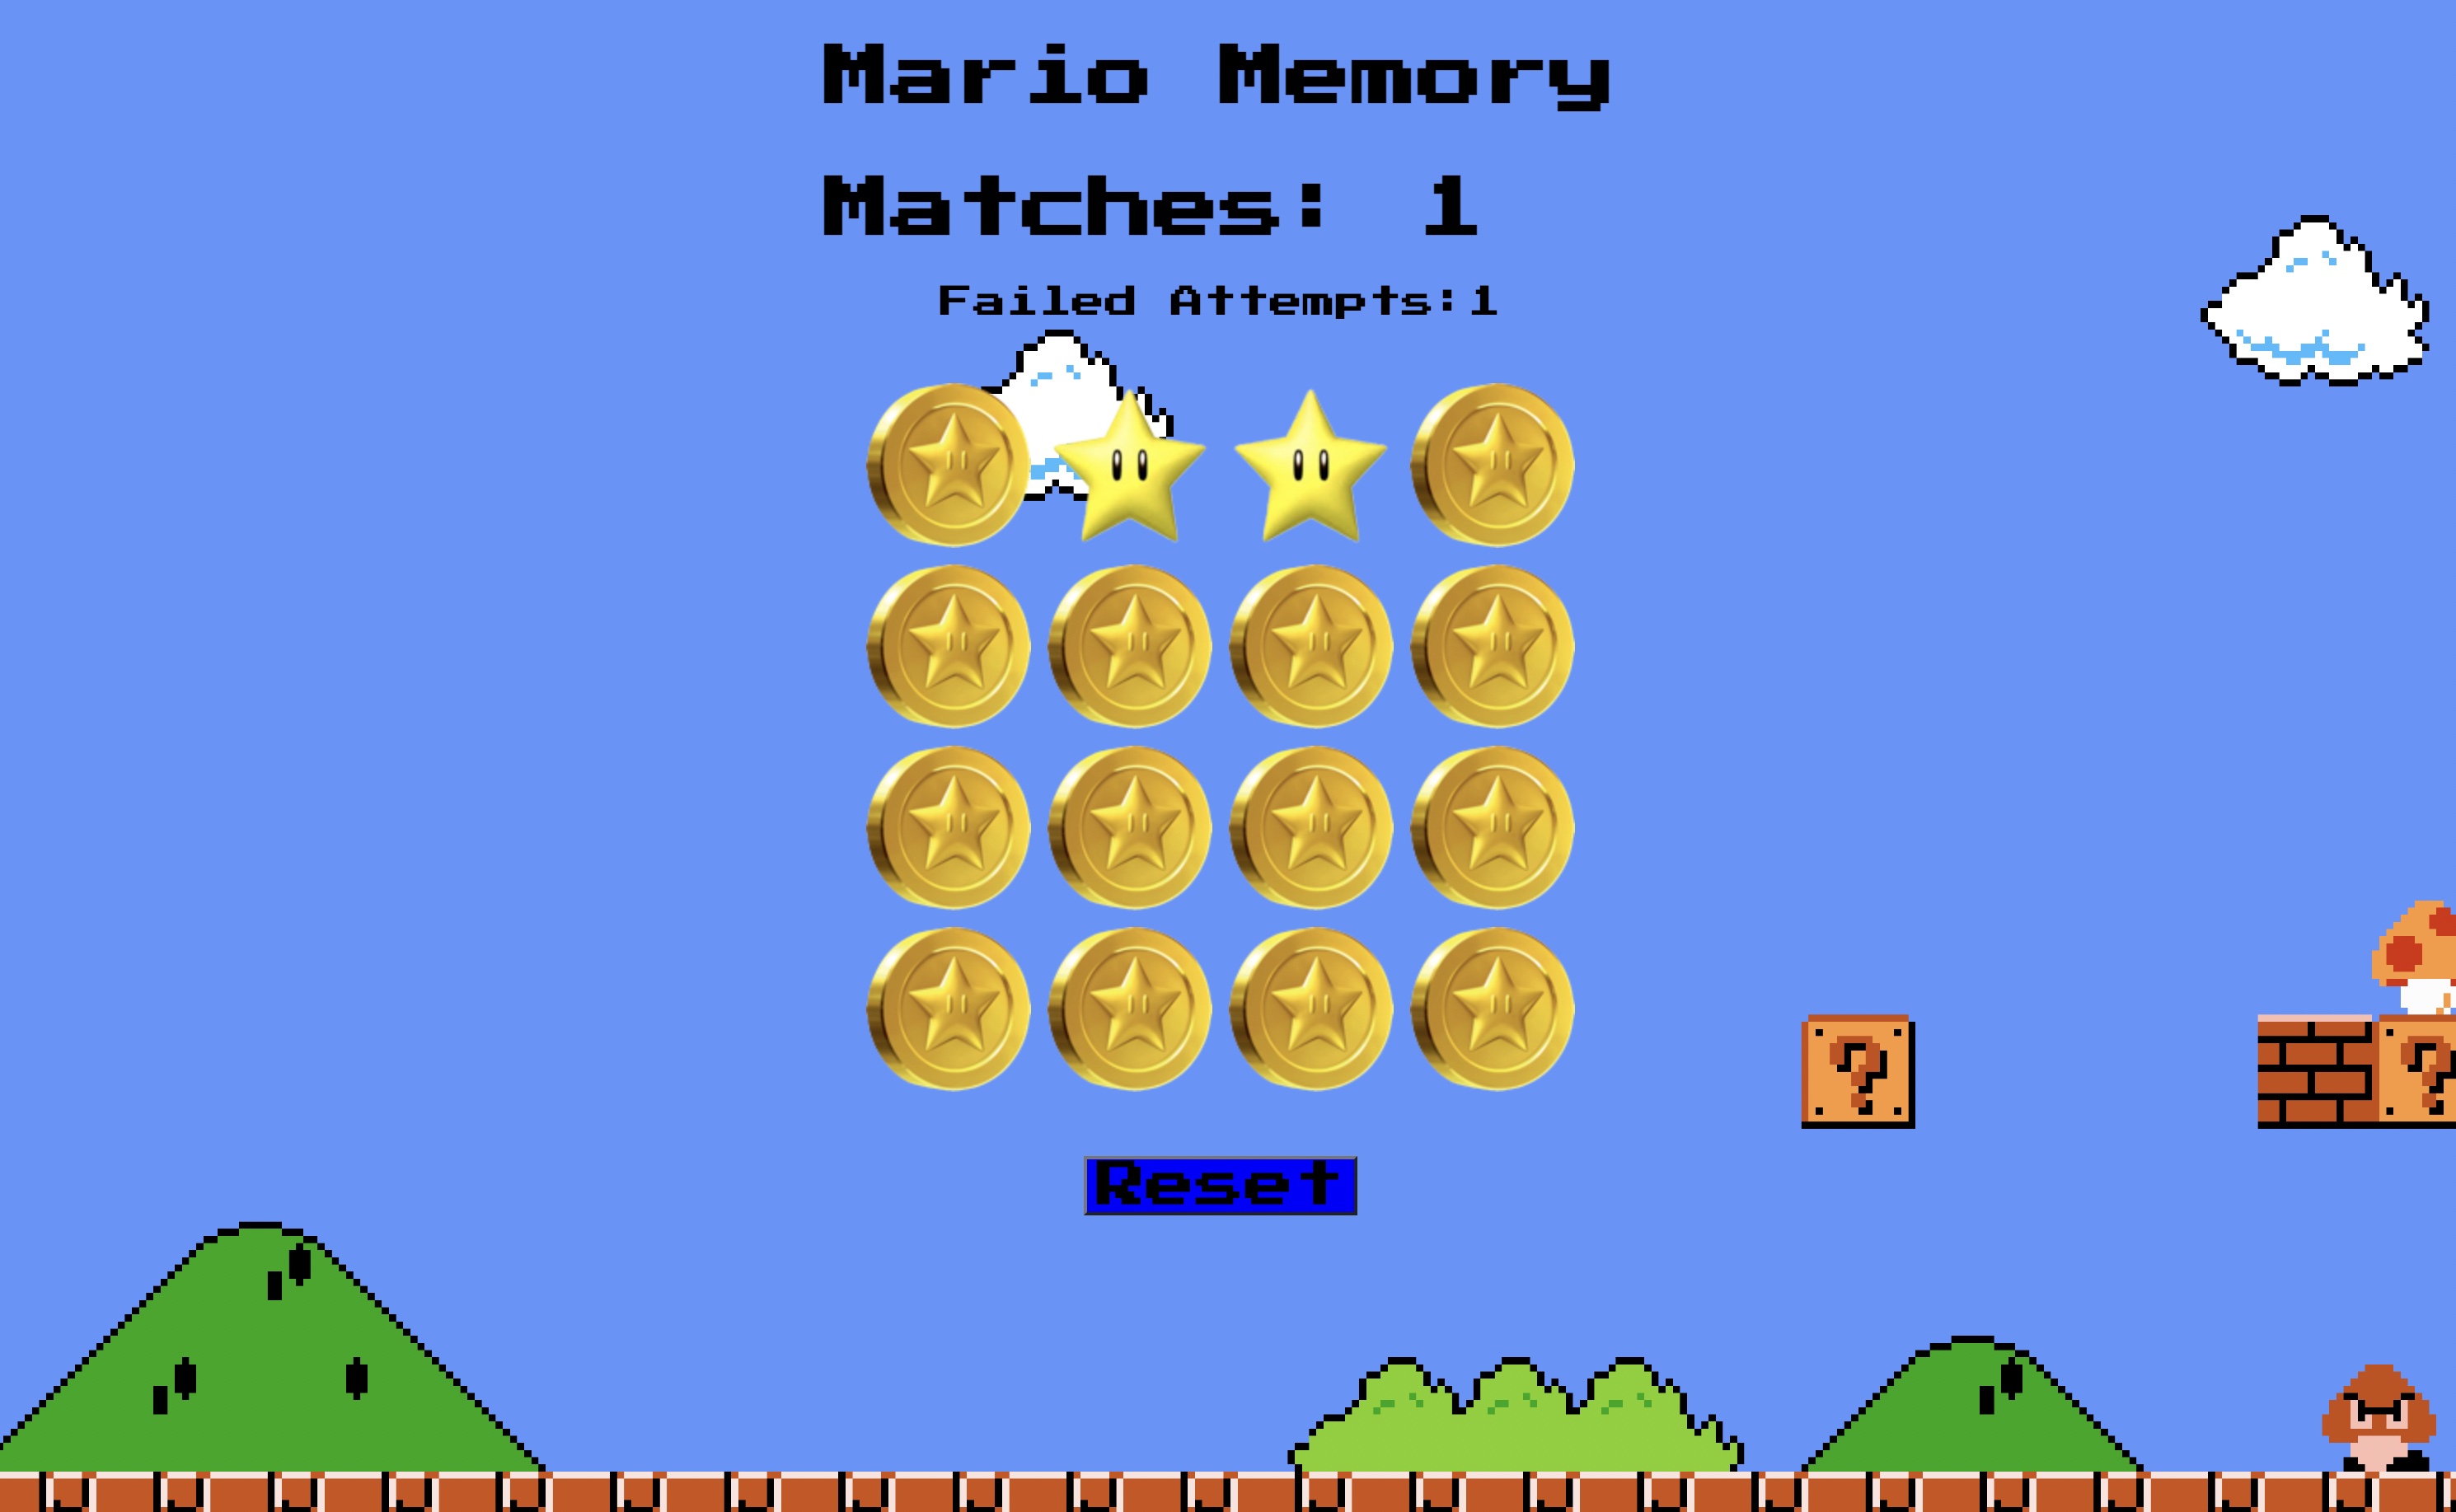 Mario Memory
Matches: 1
Failed Attempts:1
?
?
Reset